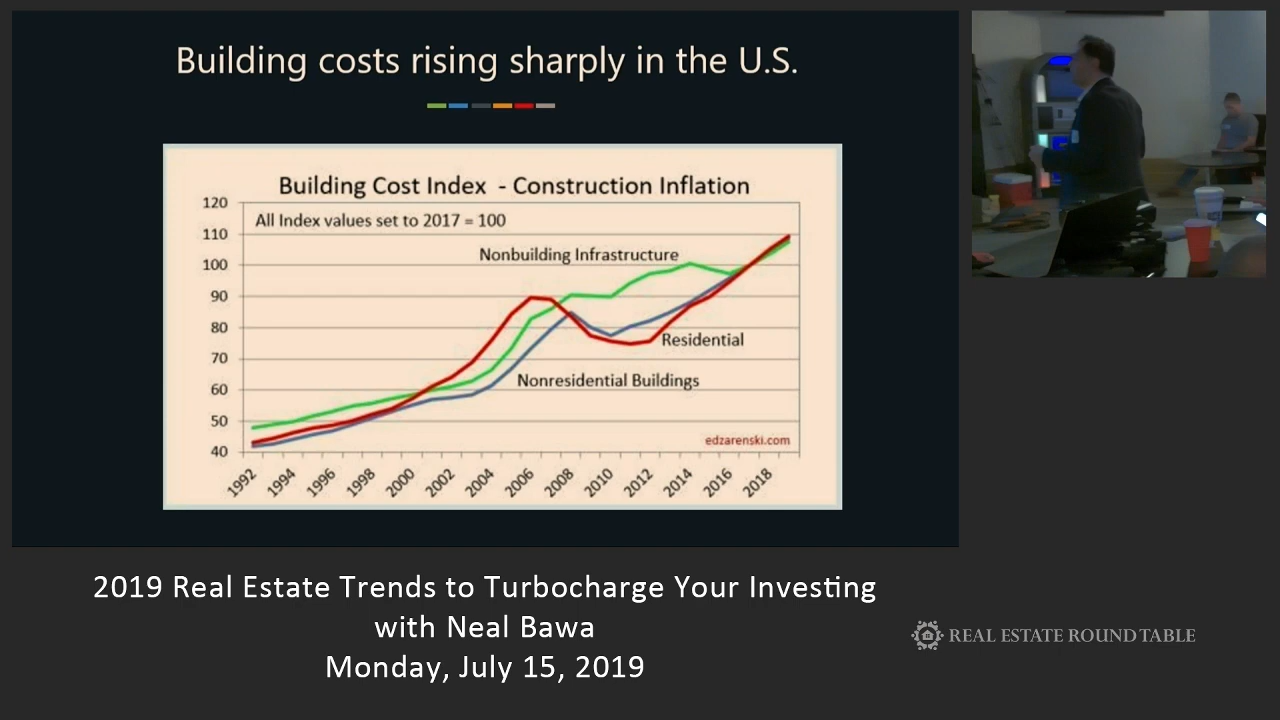 Building costs rising sharply in the U.S.
Building Cost Index - Construction Inflation
All Index values set to 2017 = 100
120
110
100
90
80
70
60
50
40
Nonbuilding Infrastructure
Residential
Nonresidential Buildings
edzarenski.com
1992
1994
1996
1998
2000
2002
2004
2006
2008
2010
2012
2014
2016
2018
2019 Real Estate Trends to Turbocharge Your Investing
with Neal Bawa
Monday, July 15, 2019
REAL ESTATE ROUND TABLE